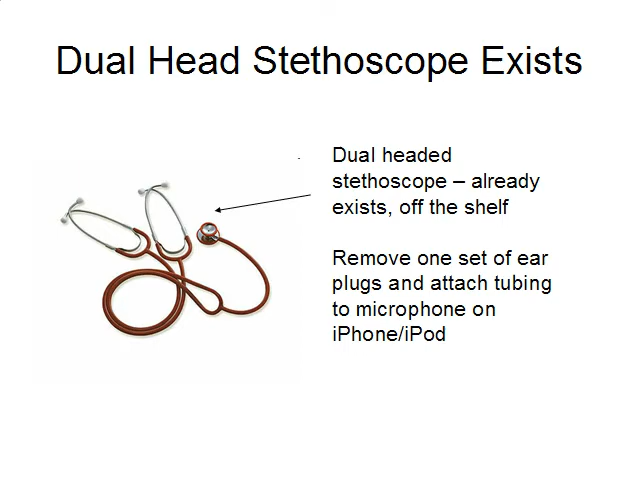 Dual Head Stethoscope Exists
Dual headed
stethoscope – already
exists, off the shelf
Remove one set of ear
plugs and attach tubing
to microphone on
iPhone/iPod